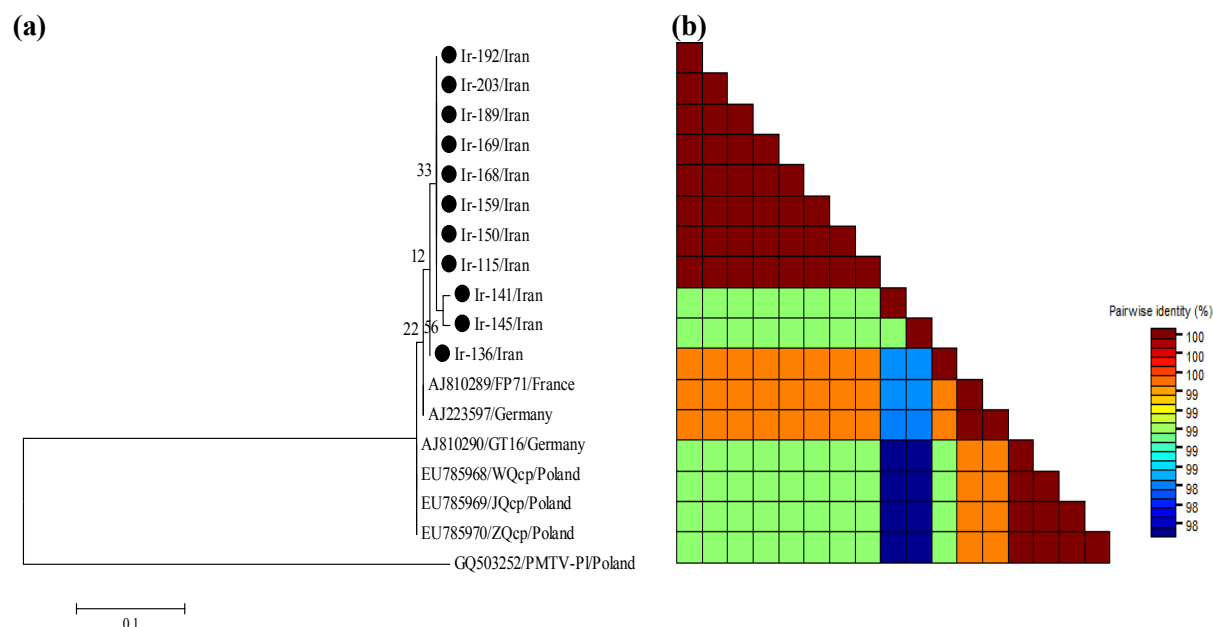 (a)
Ir-192/Iran
Ir-203/Iran
Ir-189/Iran
Ir-169/Iran
33
Ir-168/Iran
Ir-159/Iran
Ir-150/Iran
12
Ir-115/Iran
Ir-141/Iran
22
56
Ir-145/Iran
Ir-136/Iran
AJ810289/FP71/France
AJ223597/Germany
AJ810290/GT16/Germany
EU785968/WQcp/Poland
EU785969/JQcp/Poland
EU785970/ZQcp/Poland
GQ503252/PMTV-Pl/Poland
0.1
(b)
Pairwise identity (%)
100
100
100
99
99
99
99
99
98
98
98